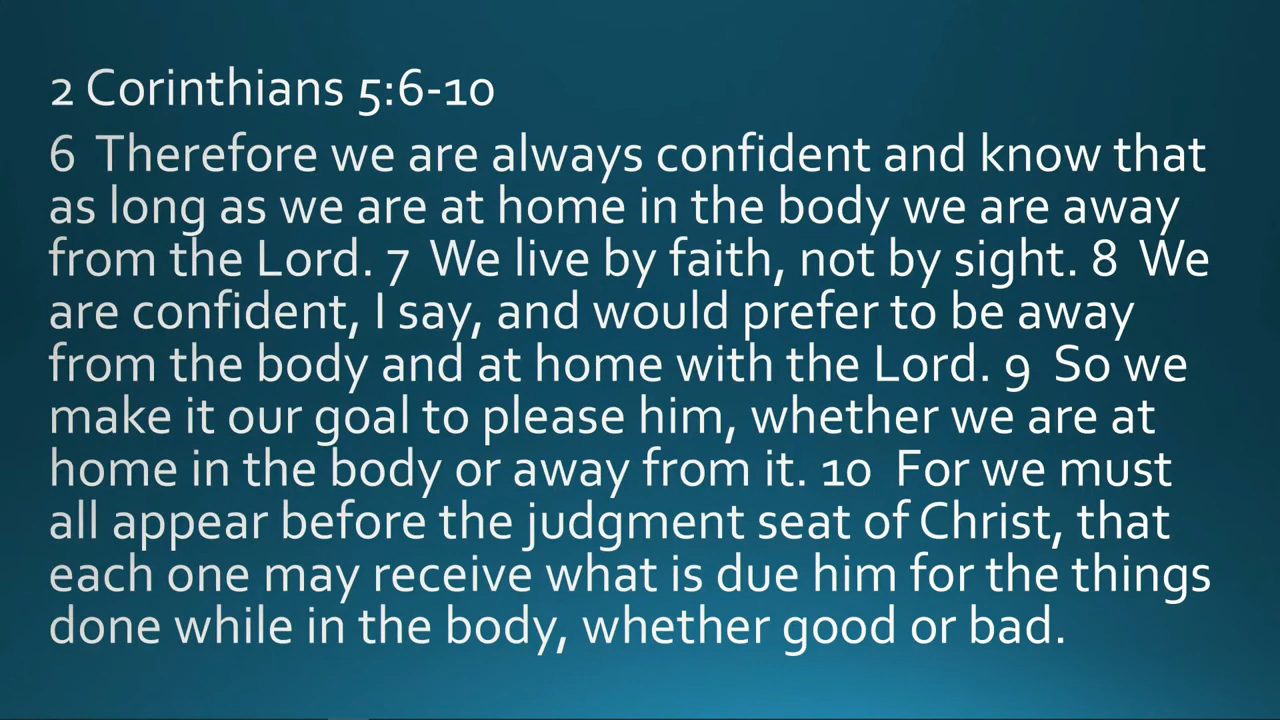 2 Corinthians 5:6-10
6  Therefore we are always confident and know that
as long as we are at home in the body we are away
from the Lord. 7  We live by faith, not by sight. 8  We
are confident, I say, and would prefer to be away
from the body and at home with the Lord. 9  So we
make it our goal to please him, whether we are at
home in the body or away from it. 10  For we must
all appear before the judgment seat of Christ, that
each one may receive what is due him for the things
done while in the body, whether good or bad.